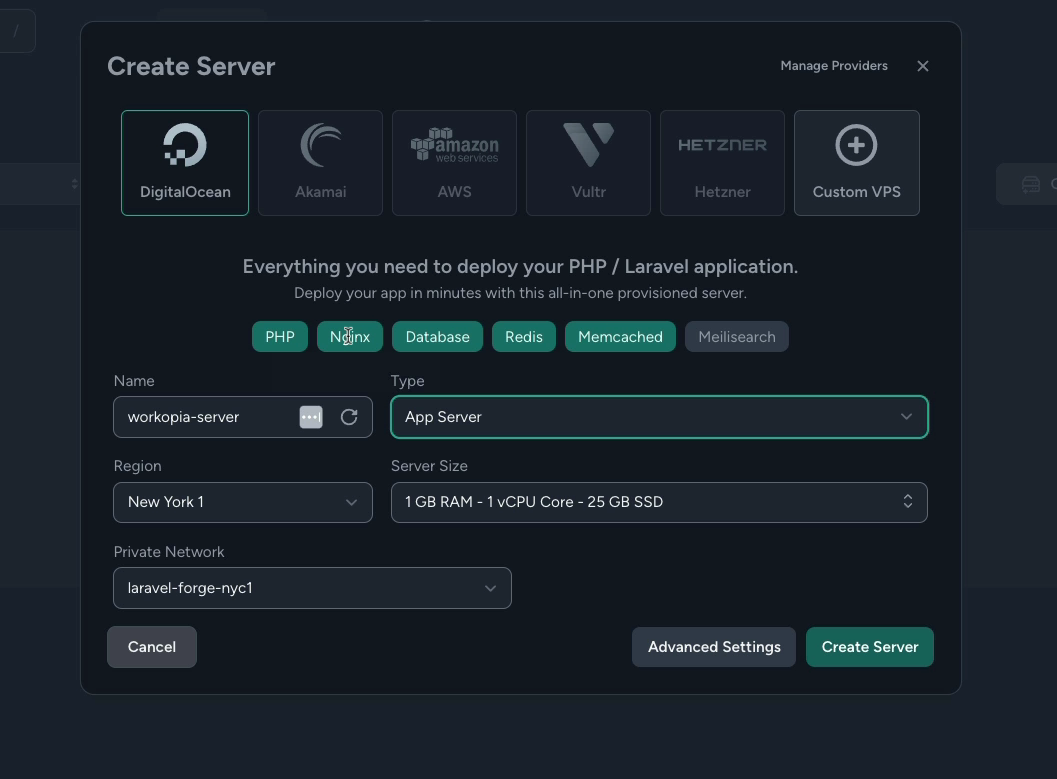 /
Create Server
Manage Providers
DigitalOcean
Akamai
amazon
web services
AWS
Vultr
HETZNER
Hetzner
Custom VPS
Everything you need to deploy your PHP / Laravel application.
Deploy your app in minutes with this all-in-one provisioned server.
PHP
Nginx
Database
Redis
Memcached
Meilisearch
Name
Type
workopia-server
App Server
Region
Server Size
New York 1
1 GB RAM - 1 vCPU Core - 25 GB SSD
Private Network
laravel-forge-nyc1
Cancel
Advanced Settings
Create Server